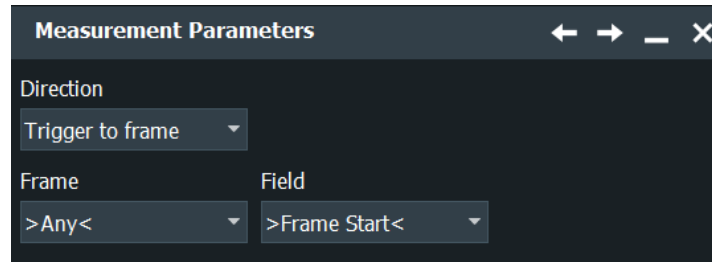 Measurement Parameters
Direction
Trigger to frame
Frame Field
>Any< >Frame Start<